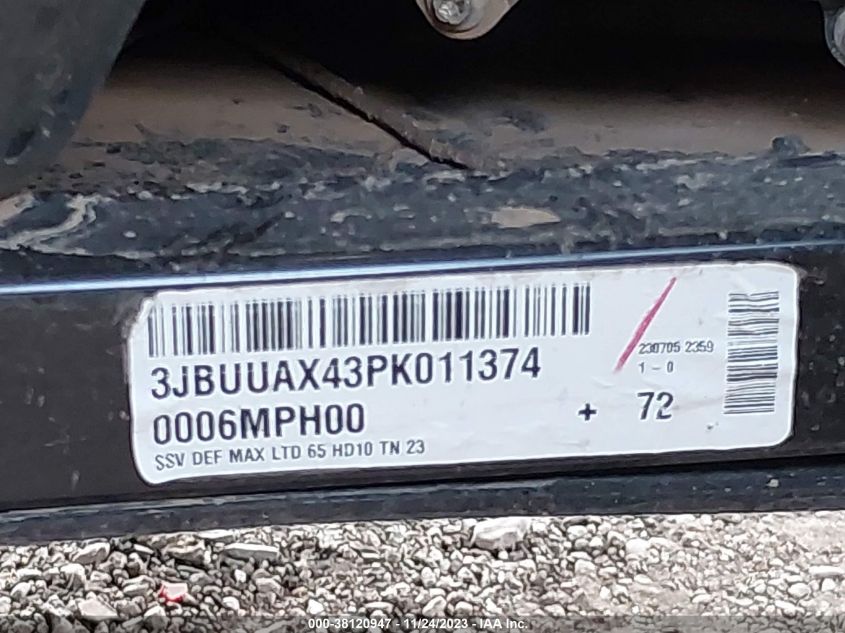 3JBUUAX43PK011374
230705 2359
1 - 0
0006MPH00
+ 72
SSV DEF MAX LTD 65 HD10 TN 23
000-38120947 - 11/24/2023 - IAA Inc.